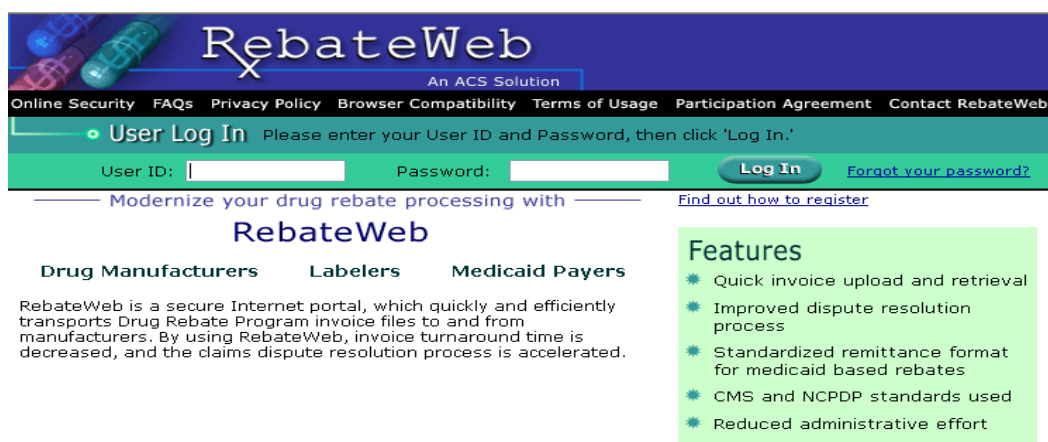 RxebateWeb
An ACS Solution
Online Security FAQs Privacy Policy Browser Compatibility Terms of Usage Participation Agreement Contact RebateWeb
User Log In Please enter your User ID and Password, then click 'Log In.'
User ID: Password: Log In Forgot your password?
Modernize your drug rebate processing with
RebateWeb
Drug Manufacturers Labelers Medicaid Payers
RebateWeb is a secure Internet portal, which quickly and efficiently
transports Drug Rebate Program invoice files to and from
manufacturers. By using RebateWeb, invoice turnaround time is
decreased, and the claims dispute resolution process is accelerated.
Find out how to register
Features
Quick invoice upload and retrieval
Improved dispute resolution
process
Standardized remittance format
for medicaid based rebates
CMS and NCPDP standards used
Reduced administrative effort